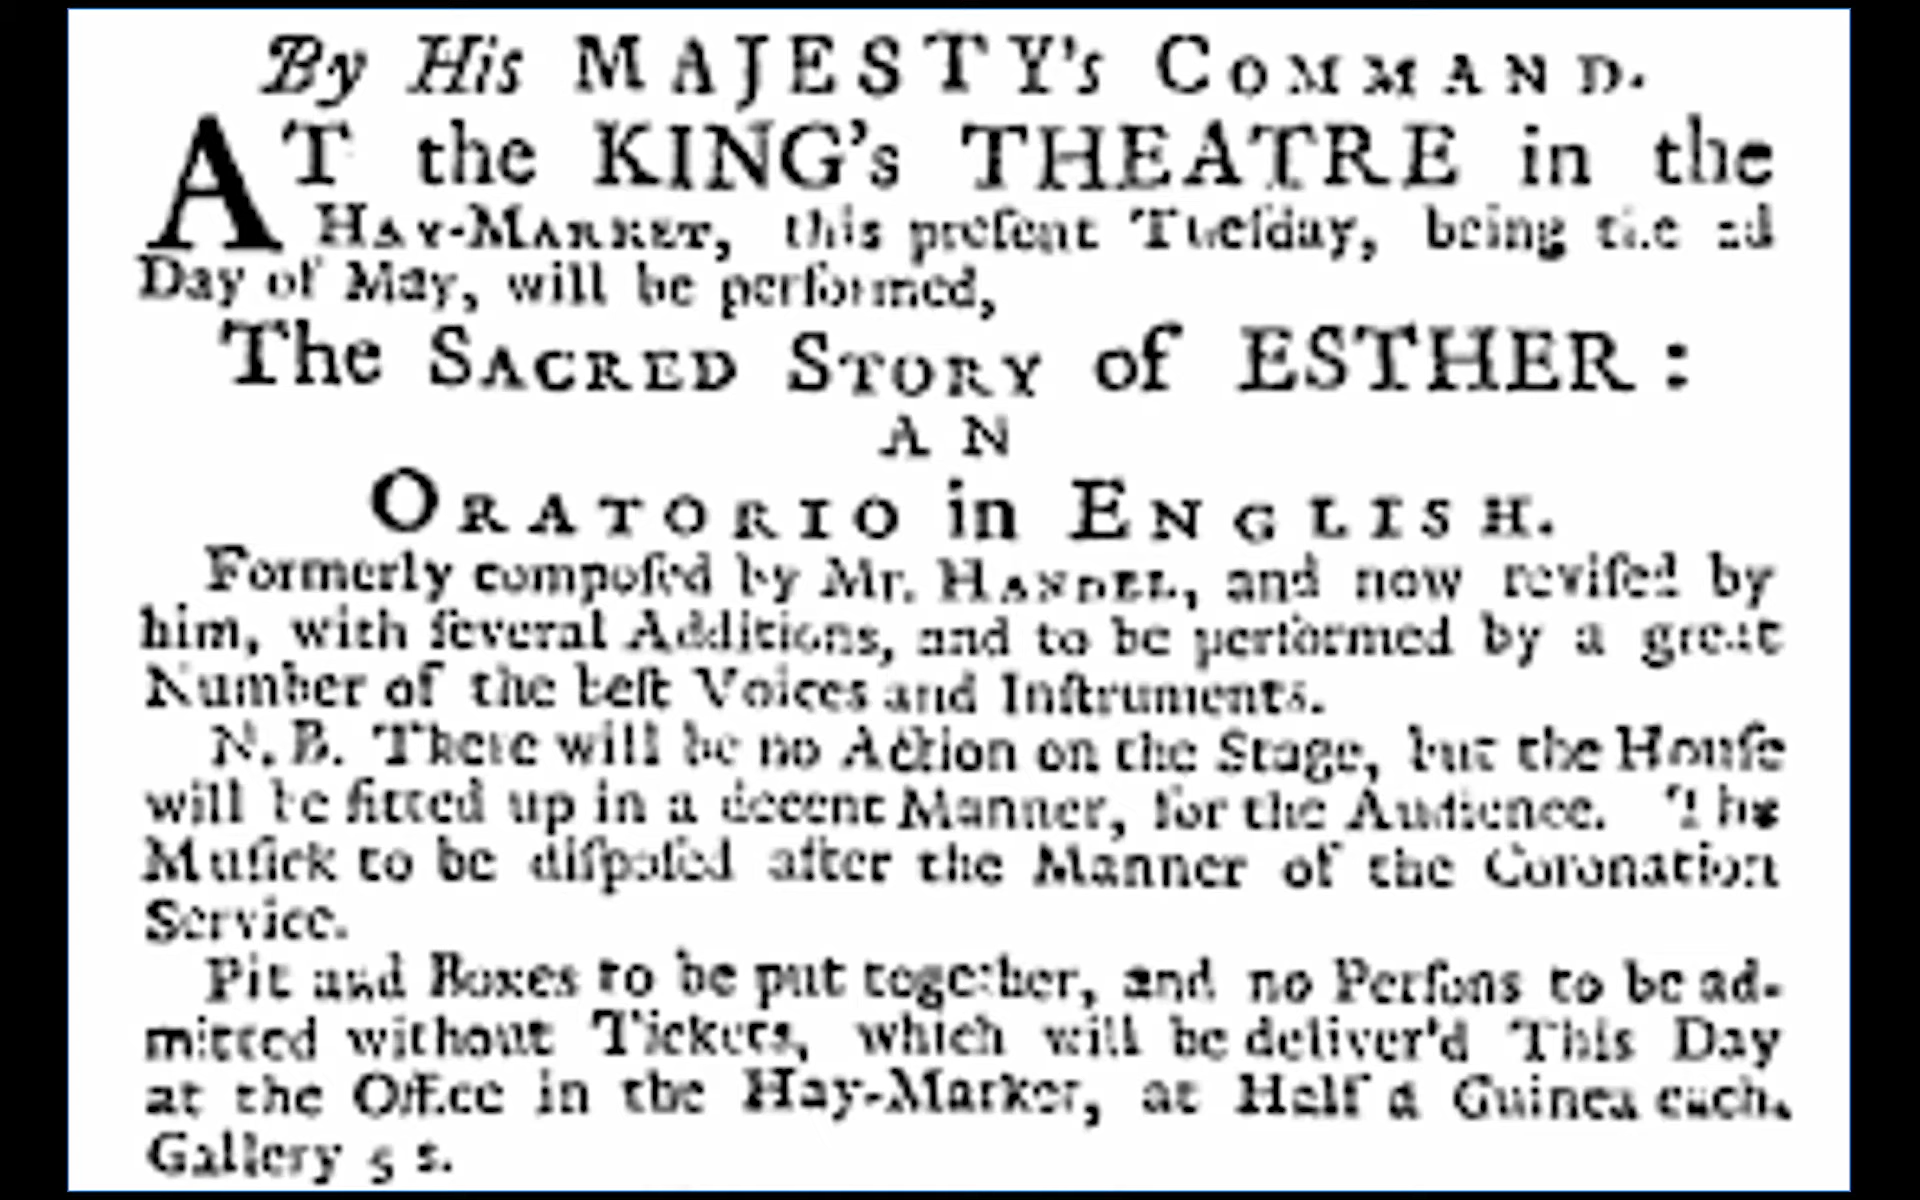 By His MAJESTY's COMMAND.
AT the KING's THEATRE in the
HAY-MARKET, this preſent Tueſday, being the 2d
Day of May, will be performed,
The SACRED STORY of ESTHER:
AN
ORATORIO in ENGLISH.
Formerly compoſed by Mr. HANDEL, and now reviſed by
him, with ſeveral Additions, and to be performed by a great
Number of the beſt Voices and Inſtruments.
N.B. There will be no Action on the Stage, but the Houſe
will be fitted up in a decent Manner, for the Audience. The
Muſick to be diſpoſed after the Manner of the Coronation
Service.
Pit and Boxes to be put together, and no Perſons to be ad-
mitted without Tickets, which will be deliver'd This Day
at the Office in the Hay-Market, at Half a Guinea each.
Gallery 5 s.